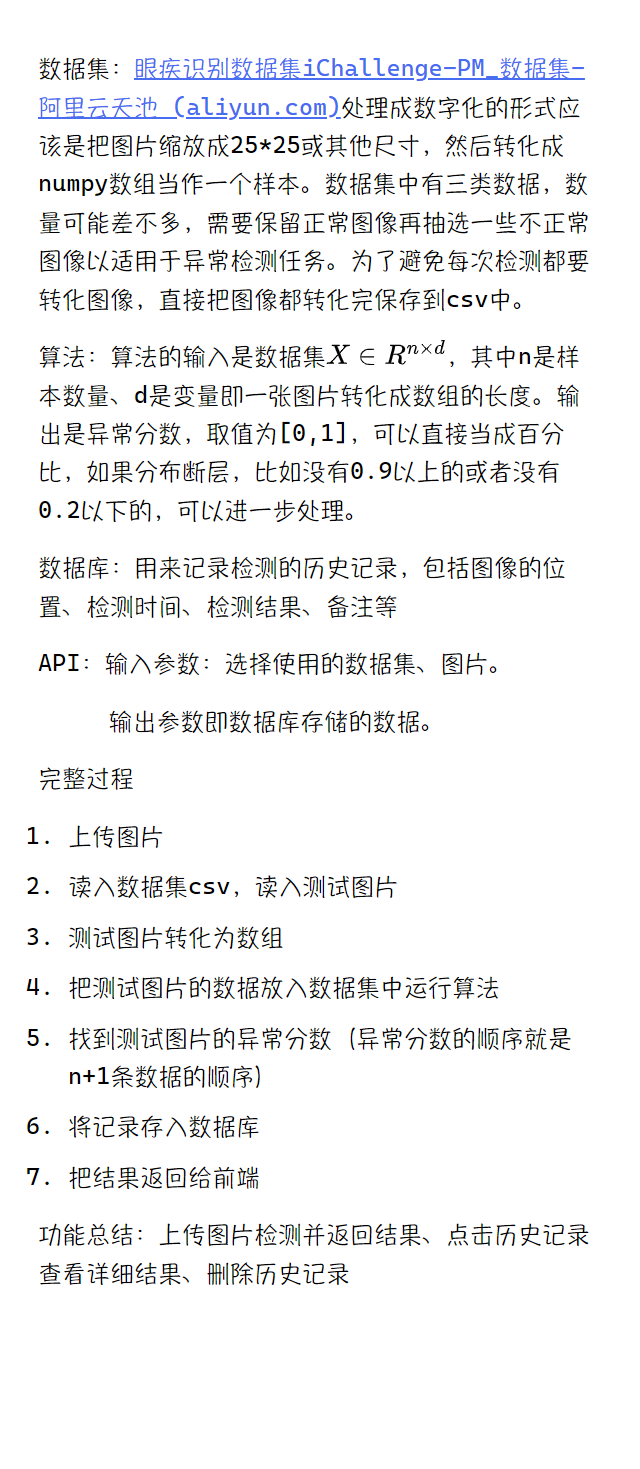 数据集：眼疾识别数据集iChallenge-PM_数据集-
阿里云天池 (aliyun.com)处理成数字化的形式应
该是把图片缩放成25*25或其他尺寸，然后转化成
numpy数组当作一个样本。数据集中有三类数据，数
量可能差不多，需要保留正常图像再抽选一些不正常
图像以适用于异常检测任务。为了避免每次检测都要
转化图像，直接把图像都转化完保存到csv中。
算法：算法的输入是数据集X ∈ R^{n×d}，其中n是样
本数量、d是变量即一张图片转化成数组的长度。输
出是异常分数，取值为[0,1]，可以直接当成百分
比，如果分布断层，比如没有0.9以上的或者没有
0.2以下的，可以进一步处理。
数据库：用来记录检测的历史记录，包括图像的位
置、检测时间、检测结果、备注等
API：输入参数：选择使用的数据集、图片。
输出参数即数据库存储的数据。
完整过程
1. 上传图片
2. 读入数据集csv，读入测试图片
3. 测试图片转化为数组
4. 把测试图片的数据放入数据集中运行算法
5. 找到测试图片的异常分数（异常分数的顺序就是
n+1条数据的顺序）
6. 将记录存入数据库
7. 把结果返回给前端
功能总结：上传图片检测并返回结果、点击历史记录
查看详细结果、删除历史记录